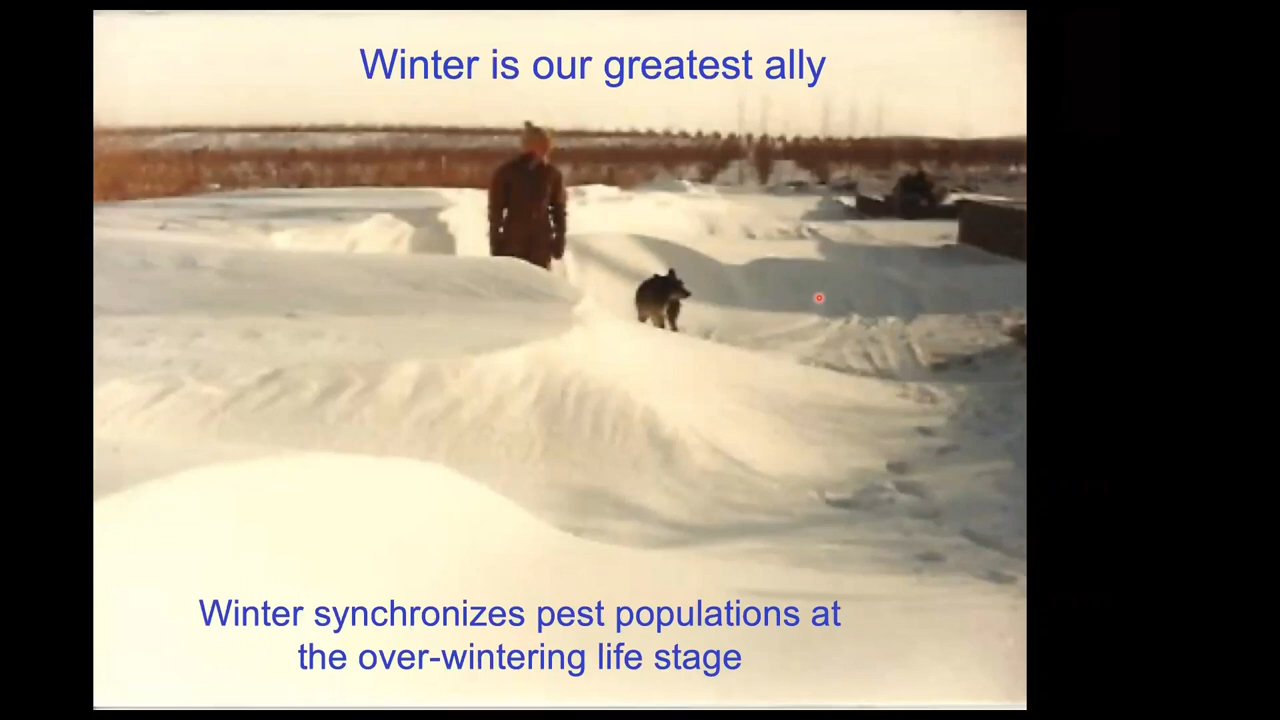 Winter is our greatest ally
Winter synchronizes pest populations at
the over-wintering life stage